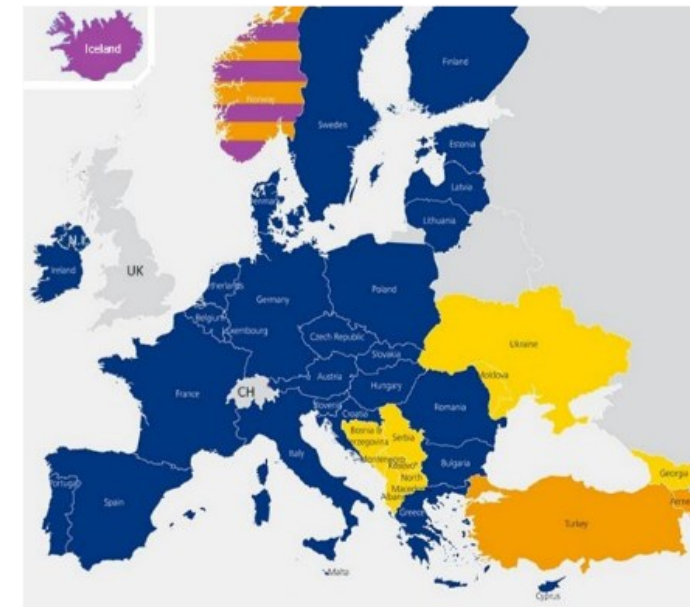 Iceland
Finland
Norway
Sweden
Estonia
Latvia
Denmark
Lithuania
N.I.
Ireland
UK
Netherlands
Poland
Germany
Belgium
Luxembourg
Czech Republic
Ukraine
Slovakia
Moldova
Austria
Hungary
France
CH
Slovenia
Romania
Croatia
Bosnia &
Herzegovina
Serbia
Italy
Montenegro
Kosovo*
Bulgaria
Georgia
North
Portugal
Macedo
Albania
Spain
Armen
Greece
Turkey
Malta
Cyprus